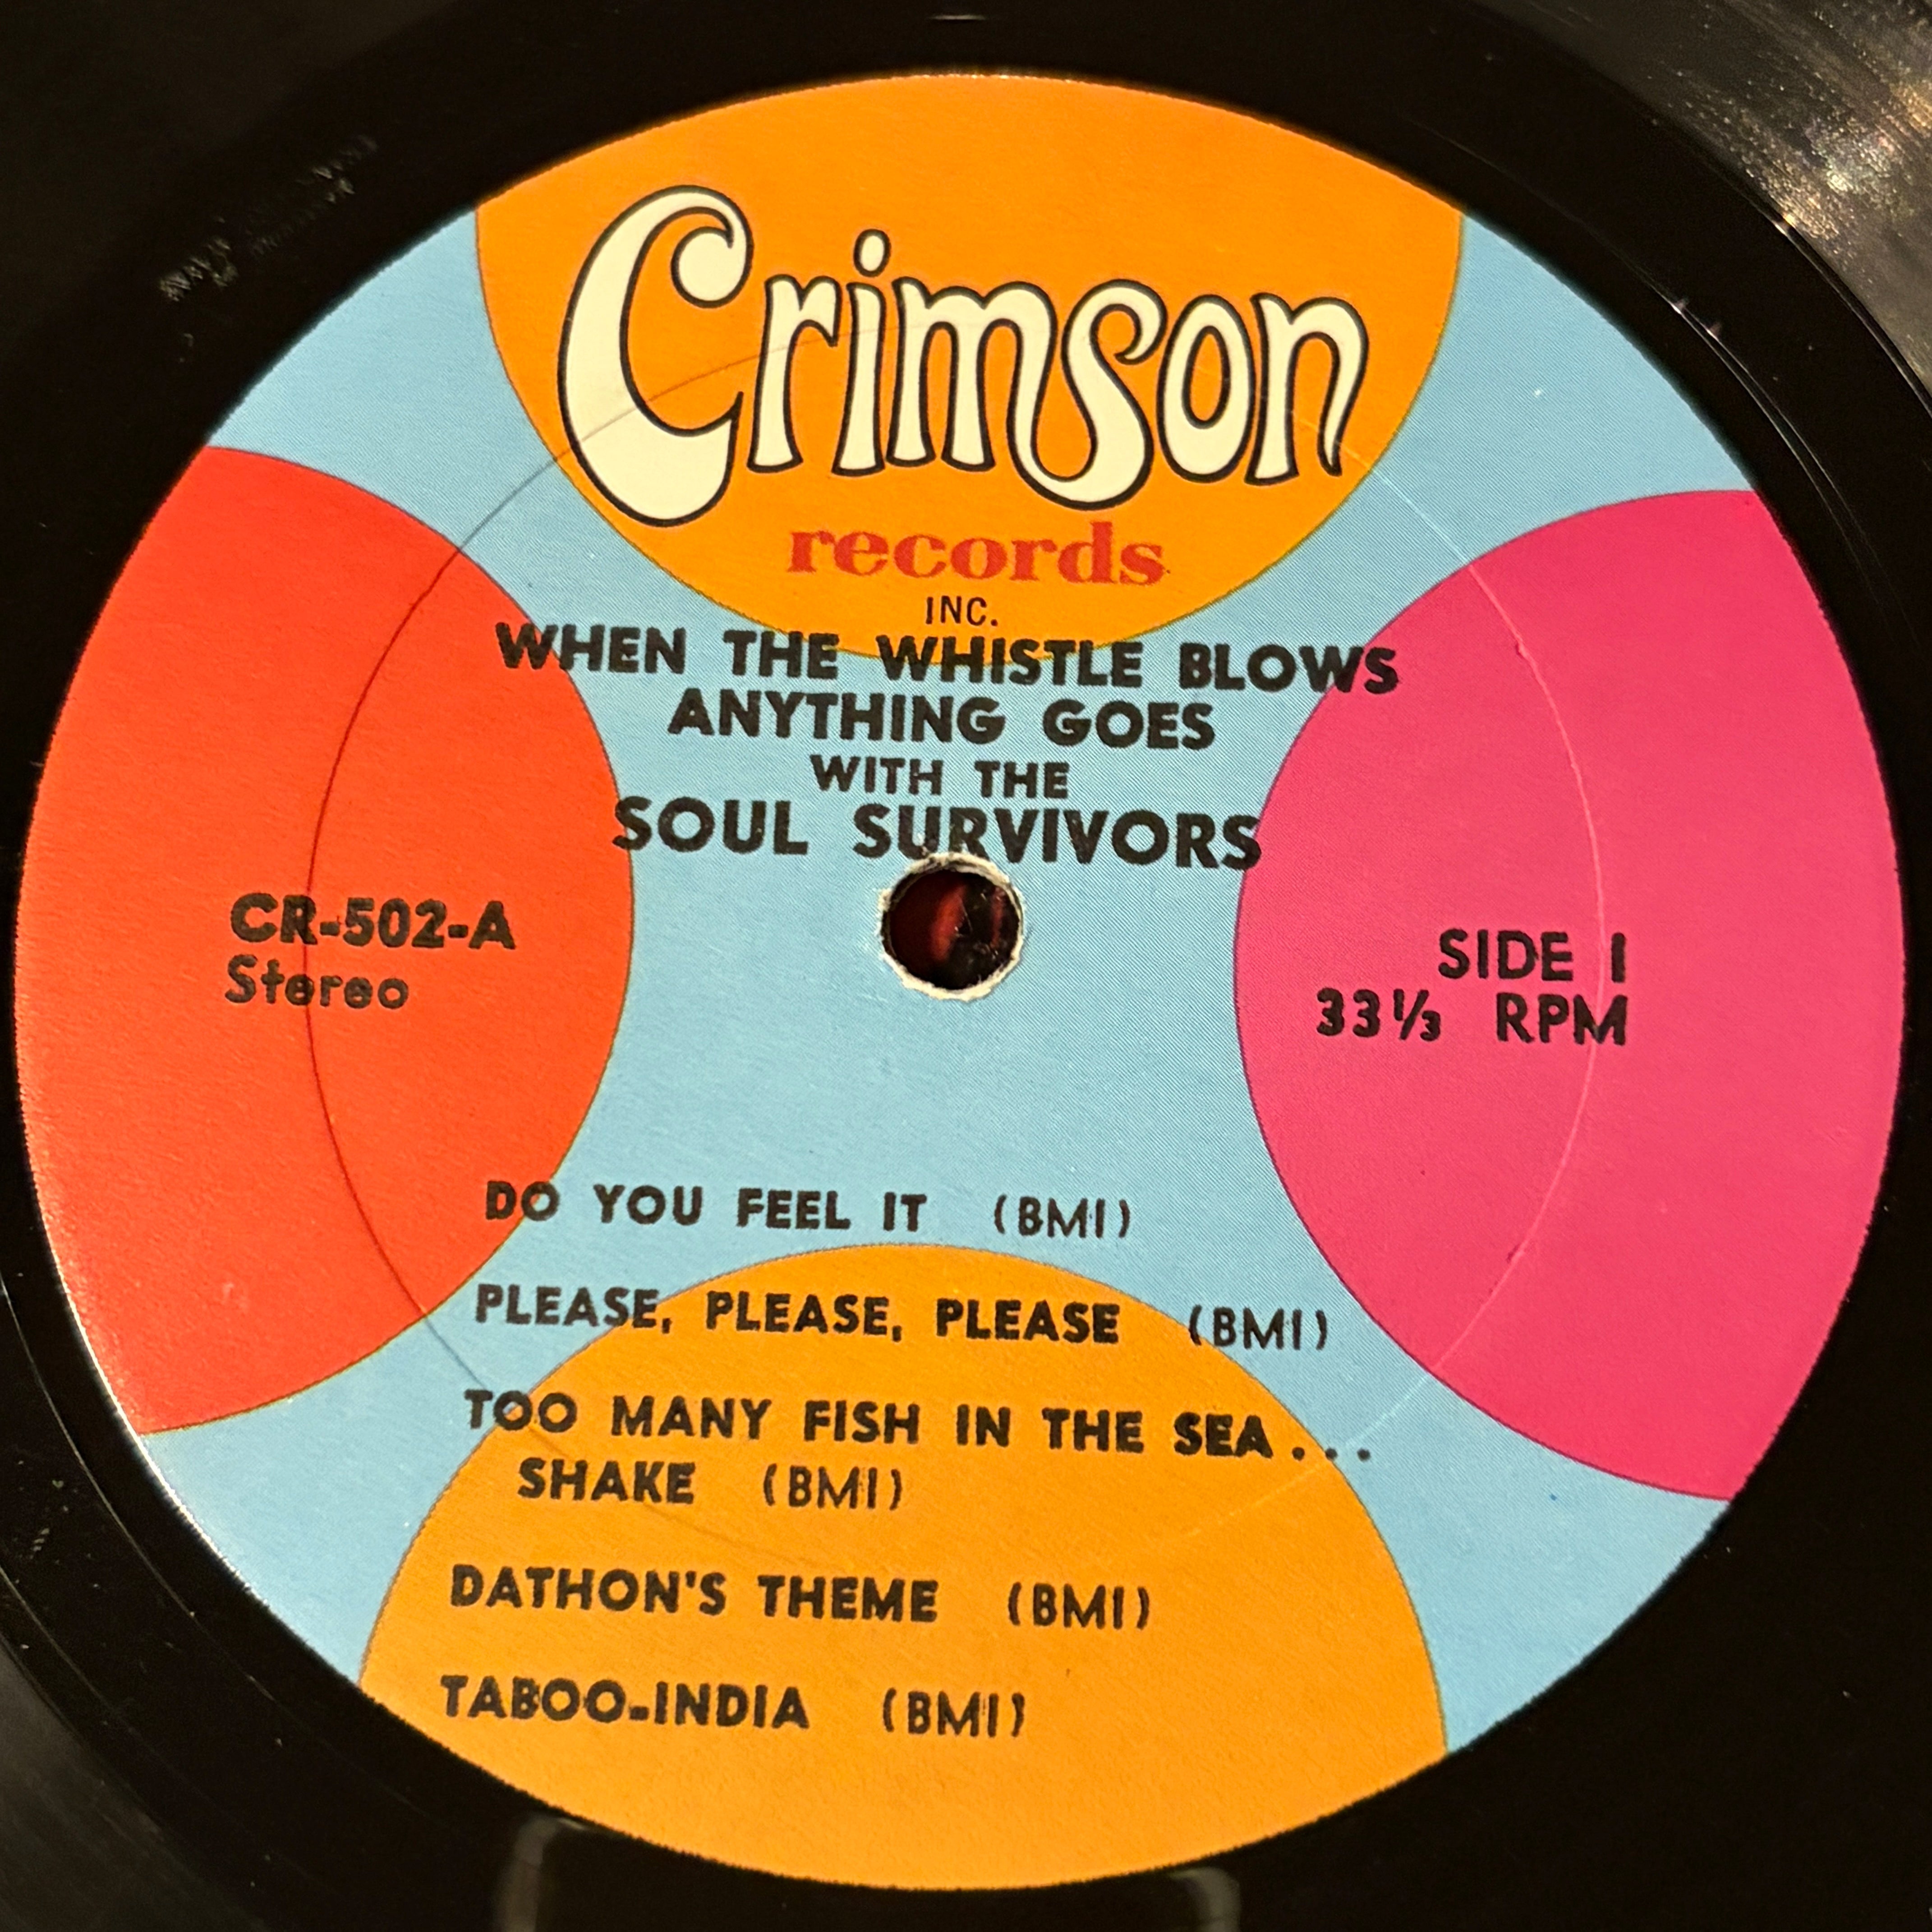 Crimson
records
INC.
WHEN THE WHISTLE BLOWS
ANYTHING GOES
WITH THE
SOUL SURVIVORS
CR-502-A
Stereo
SIDE 1
33⅓ RPM
DO YOU FEEL IT (BMI)
PLEASE, PLEASE, PLEASE (BMI)
TOO MANY FISH IN THE SEA...
SHAKE (BMI)
DATHON'S THEME (BMI)
TABOO-INDIA (BMI)